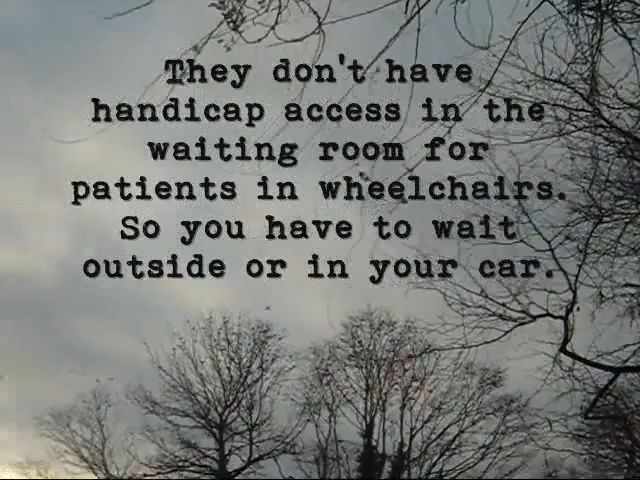 They don't have
handicap access in the
waiting room for
patients in wheelchairs.
So you have to wait
outside or in your car.